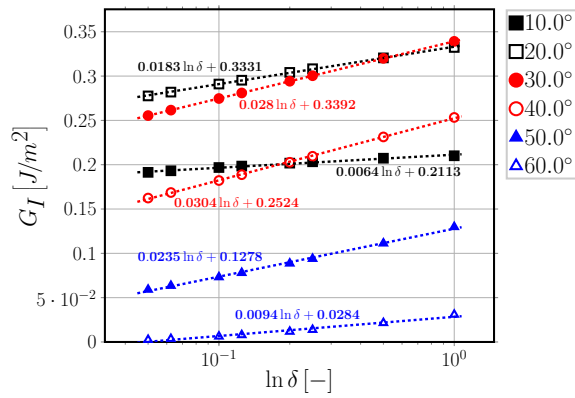 0.35
0.3
0.25
0.2
0.15
0.1
5 · 10⁻²
0
G_I [J/m²]
10⁻¹
10⁰
ln δ [−]
0.0183 ln δ + 0.3331
0.028 ln δ + 0.3392
0.0064 ln δ + 0.2113
0.0304 ln δ + 0.2524
0.0235 ln δ + 0.1278
0.0094 ln δ + 0.0284
10.0°
20.0°
30.0°
40.0°
50.0°
60.0°